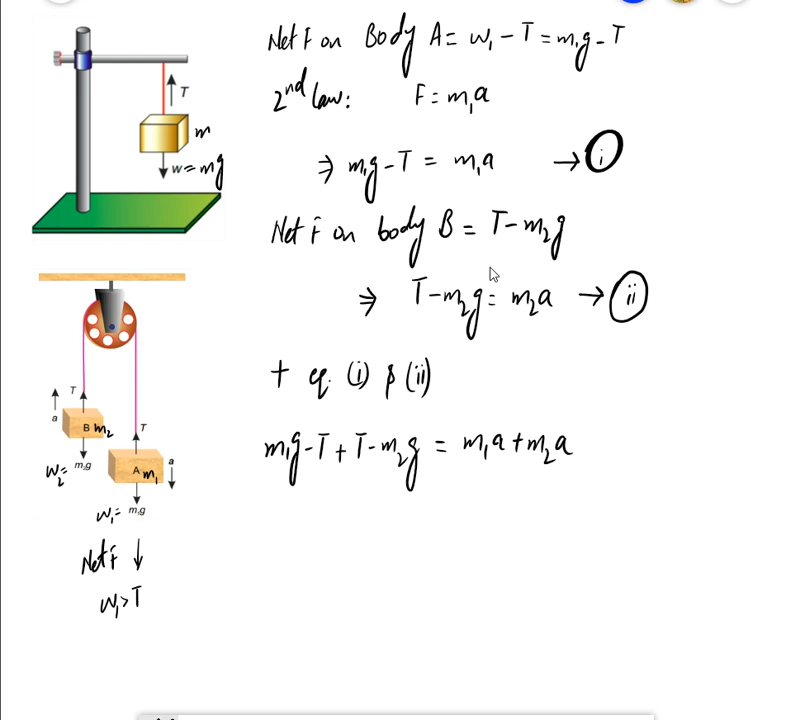 Net F on Body A = w₁ - T = m₁g - T
2nd law: F = m₁a
⇒ m₁g - T = m₁a → (i)
Net F on body B = T - m₂g
⇒ T - m₂g = m₂a → (ii)
+ eq. (i) & (ii)
m₁g - T + T - m₂g = m₁a + m₂a
T
m
w = mg
T
a
B m₂
w₂ = m₁g
T
a
A m₁
w₁ = m₁g
Net F ↓
w₁ > T